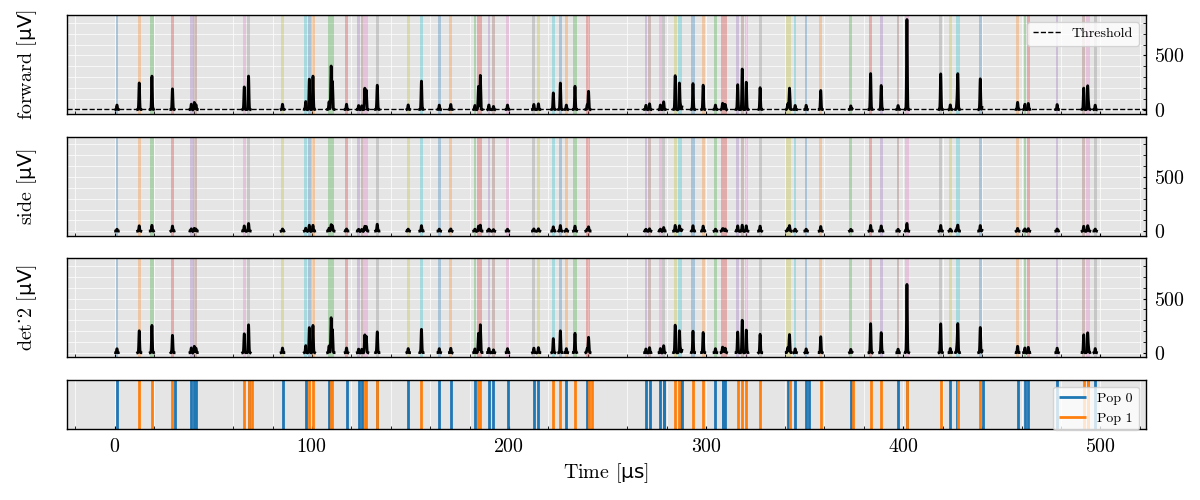 forward [μV]
Threshold
500
0
side [μV]
500
0
det˙2 [μV]
500
0
Pop 0
Pop 1
0 100 200 300 400 500
Time [μs]